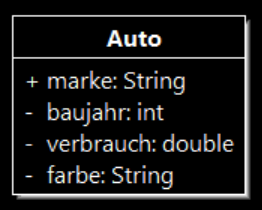 Auto
+ marke: String
- baujahr: int
- verbrauch: double
- farbe: String